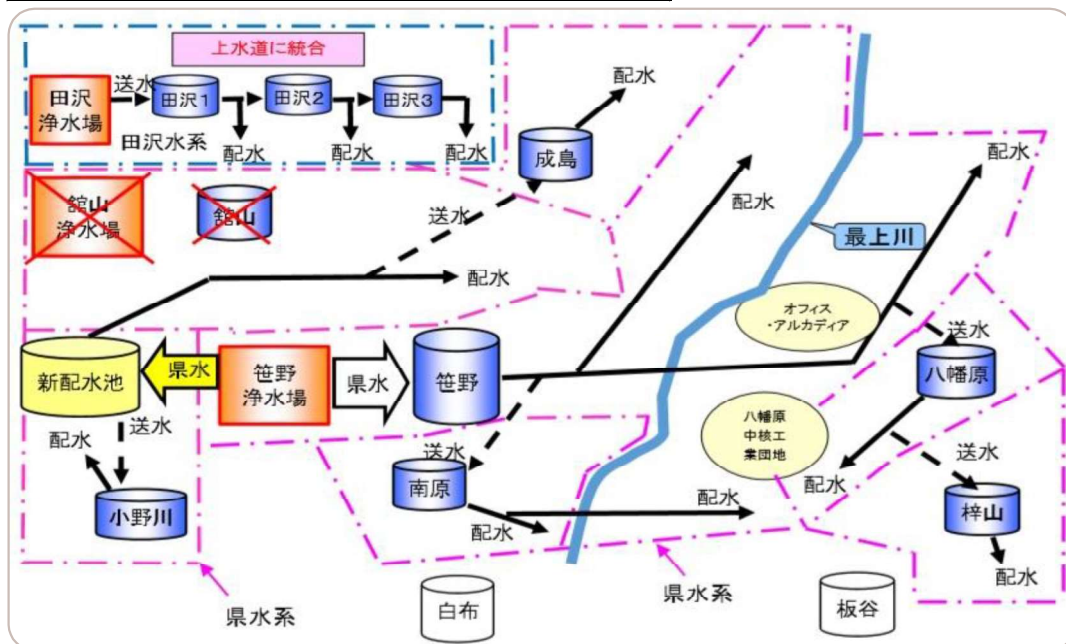 上水道に統合
田沢
浄水場
送水
田沢1
田沢2
田沢3
田沢水系
配水
配水
配水
配水
成島
舘山
浄水場
舘山
送水
配水
配水
配水
最上川
オフィス
・アルカディア
送水
八幡原
新配水池
県水
笹野
浄水場
県水
笹野
送水
配水
小野川
送水
南原
配水
配水
八幡原
中核工
業団地
配水
送水
梓山
配水
県水系
白布
県水系
板谷